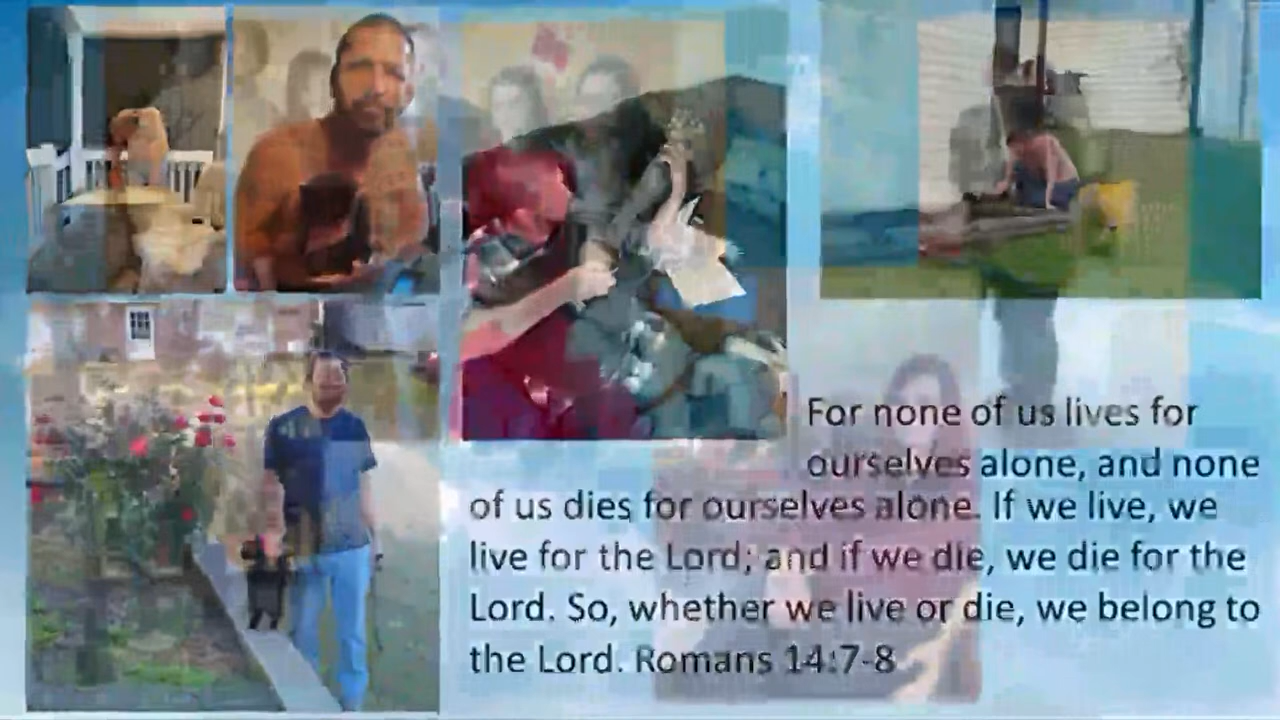 For none of us lives for
ourselves alone, and none
of us dies for ourselves alone. If we live, we
live for the Lord; and if we die, we die for the
Lord. So, whether we live or die, we belong to
the Lord. Romans 14:7-8